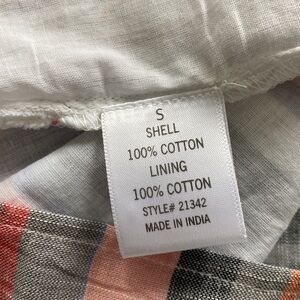 S
SHELL
100% COTTON
LINING
100% COTTON
STYLE# 21342
MADE IN INDIA